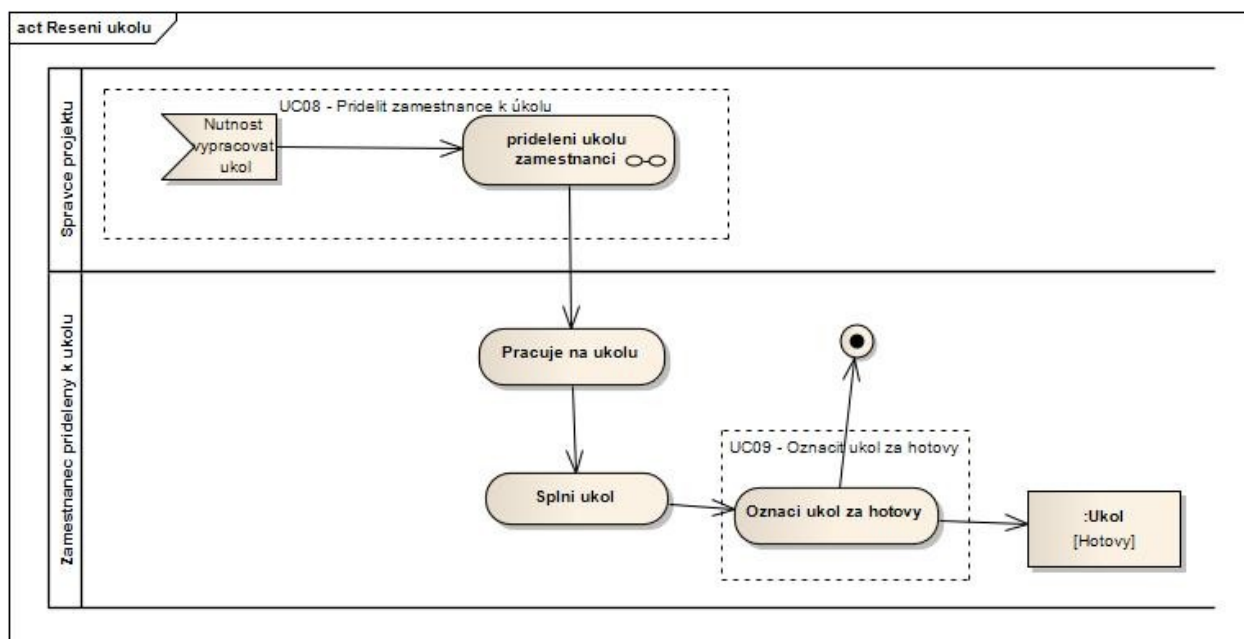 act Reseni ukolu
Spravce projektu
UC08 - Pridelit zamestnance k úkolu
Nutnost
vypracovat
ukol
prideleni ukolu
zamestnanci
Zamestnanec prideleny k ukolu
Pracuje na ukolu
Splni ukol
UC09 - Oznacit ukol za hotovy
Oznaci ukol za hotovy
:Ukol
[Hotovy]